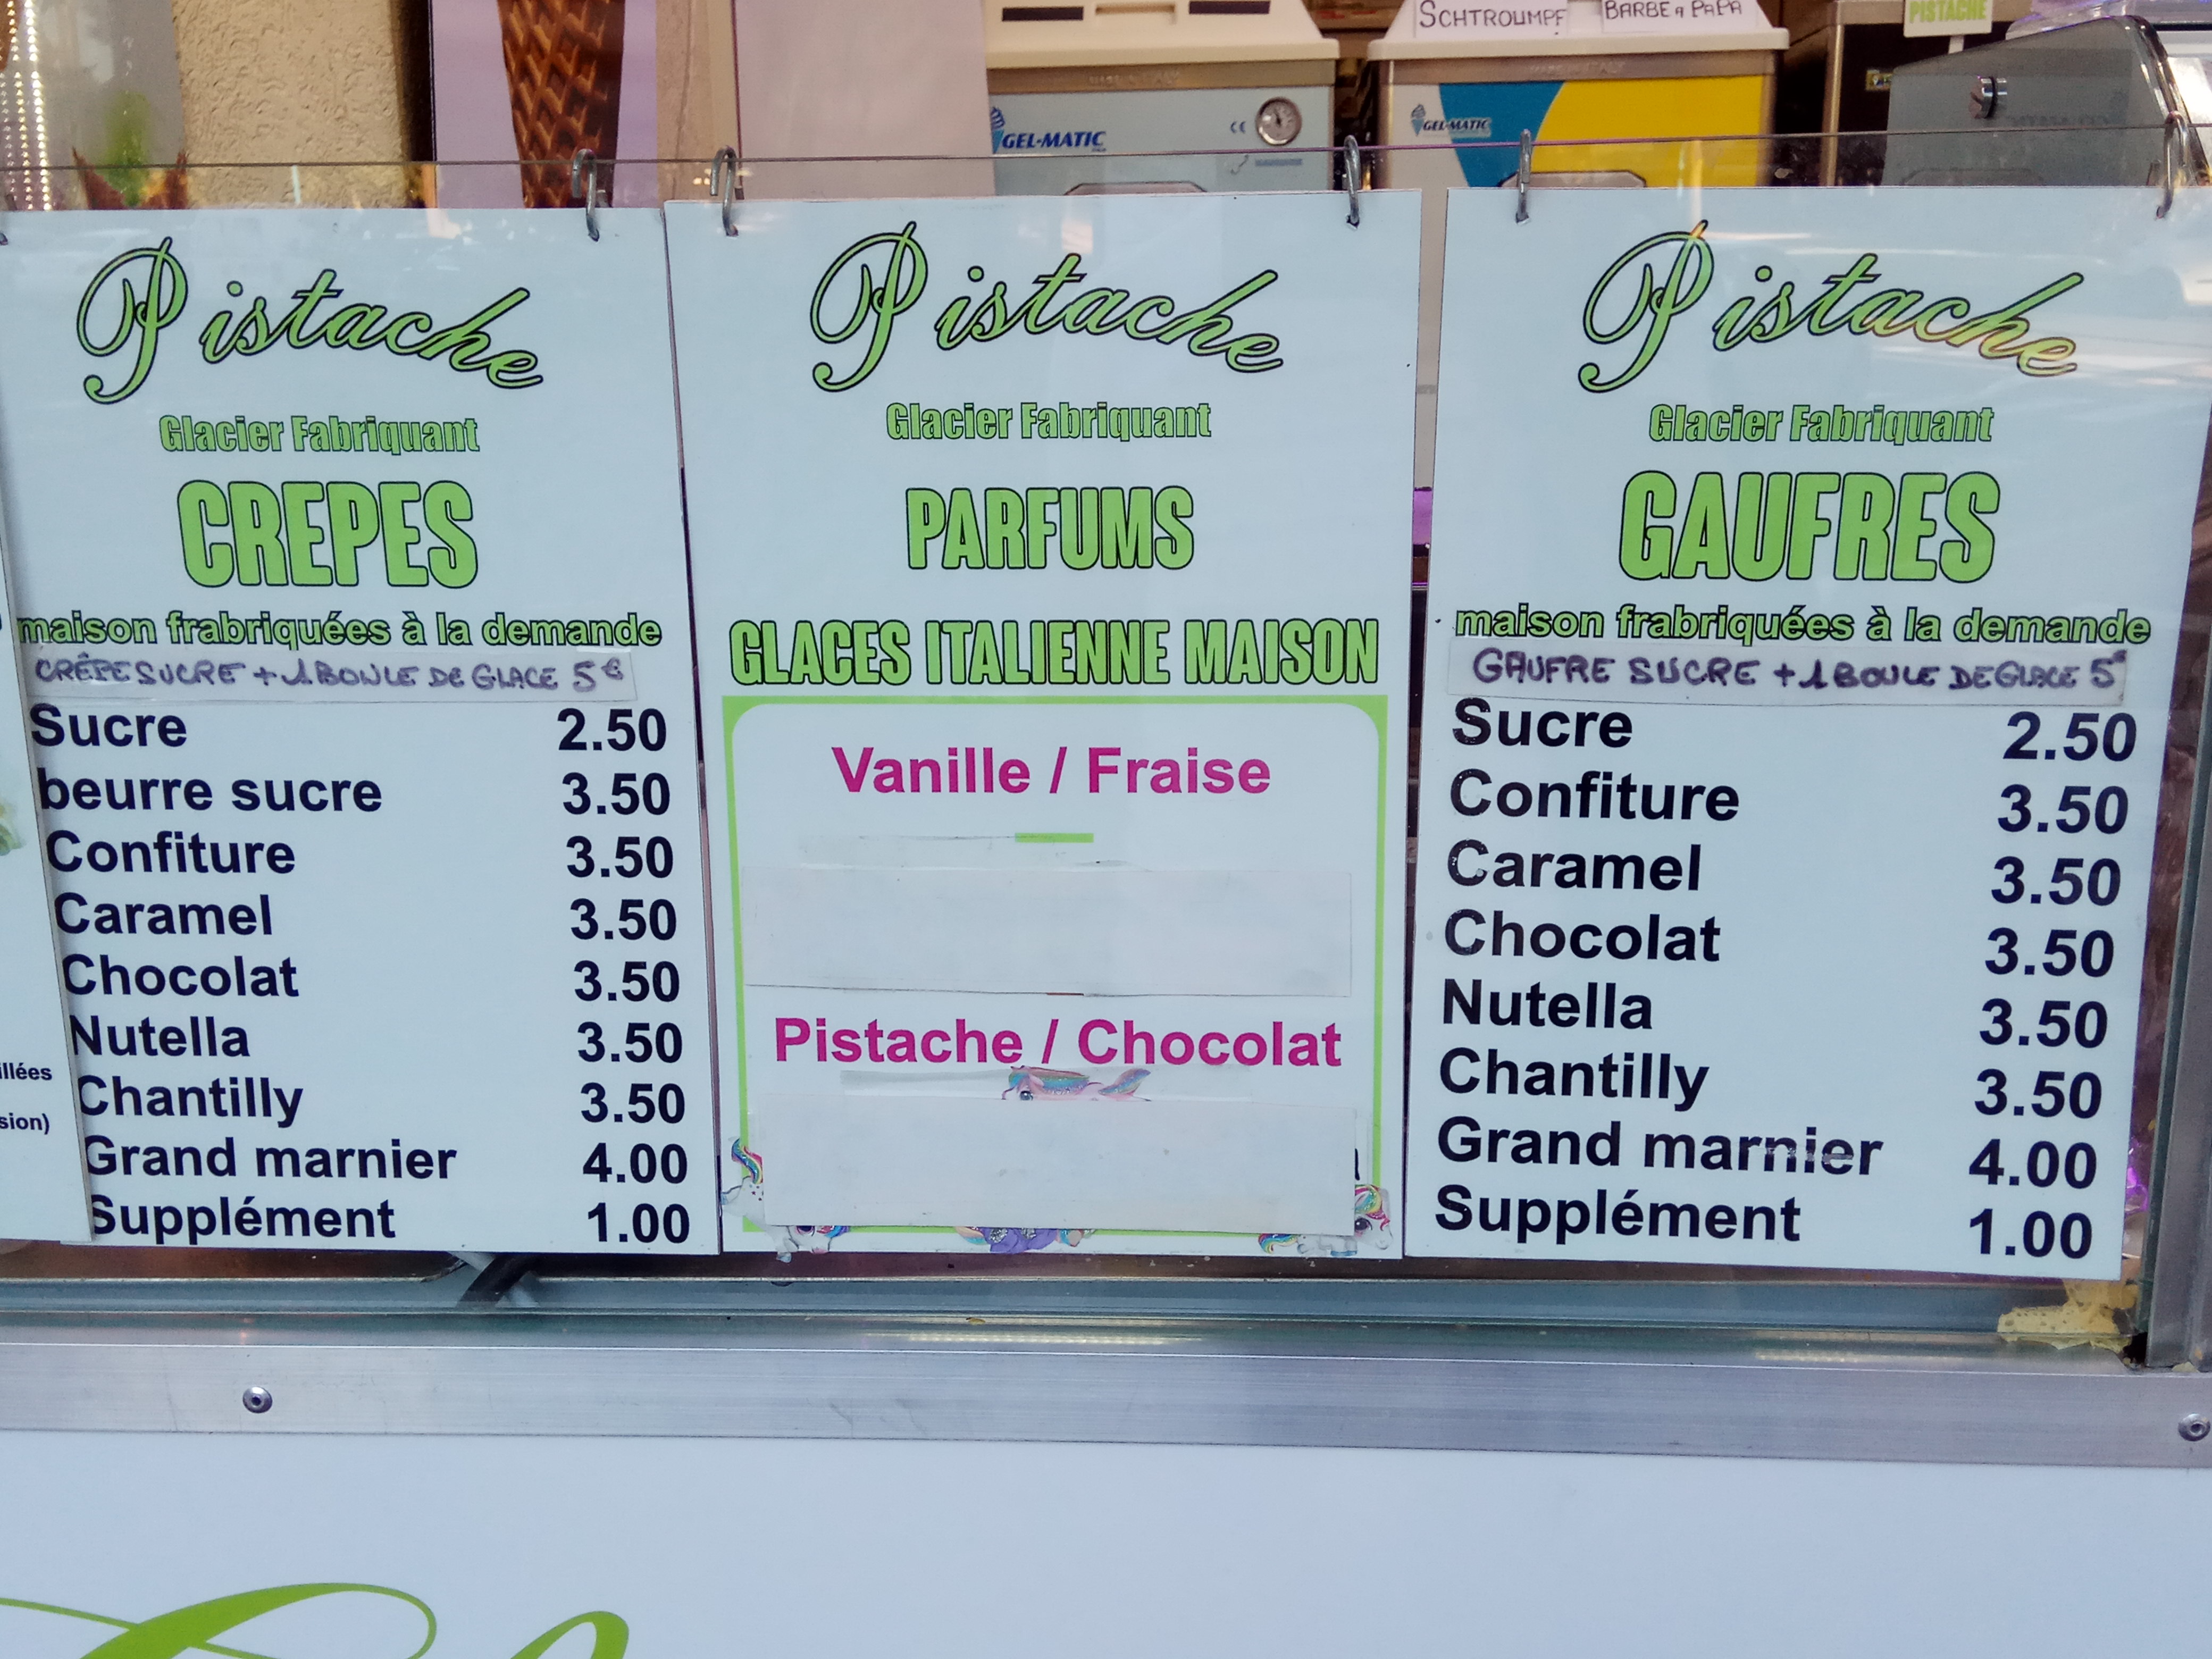 SCHTROUMPF
BARBE a PAPA
PISTACHE
GEL-MATIC
GEL-MATIC
illées
sion)
Pistache
Glacier Fabriquant
CREPES
maison frabriquées à la demande
CRÊPE SUCRE + 1 BOULE DE GLACE 5€
Sucre 2.50
beurre sucre 3.50
Confiture 3.50
Caramel 3.50
Chocolat 3.50
Nutella 3.50
Chantilly 3.50
Grand marnier 4.00
Supplément 1.00
Pistache
Glacier Fabriquant
PARFUMS
GLACES ITALIENNE MAISON
Vanille / Fraise
Pistache / Chocolat
Pistache
Glacier Fabriquant
GAUFRES
maison frabriquées à la demande
GAUFRE SUCRE + 1 BOULE DE GLACE 5€
Sucre 2.50
Confiture 3.50
Caramel 3.50
Chocolat 3.50
Nutella 3.50
Chantilly 3.50
Grand marnier 4.00
Supplément 1.00